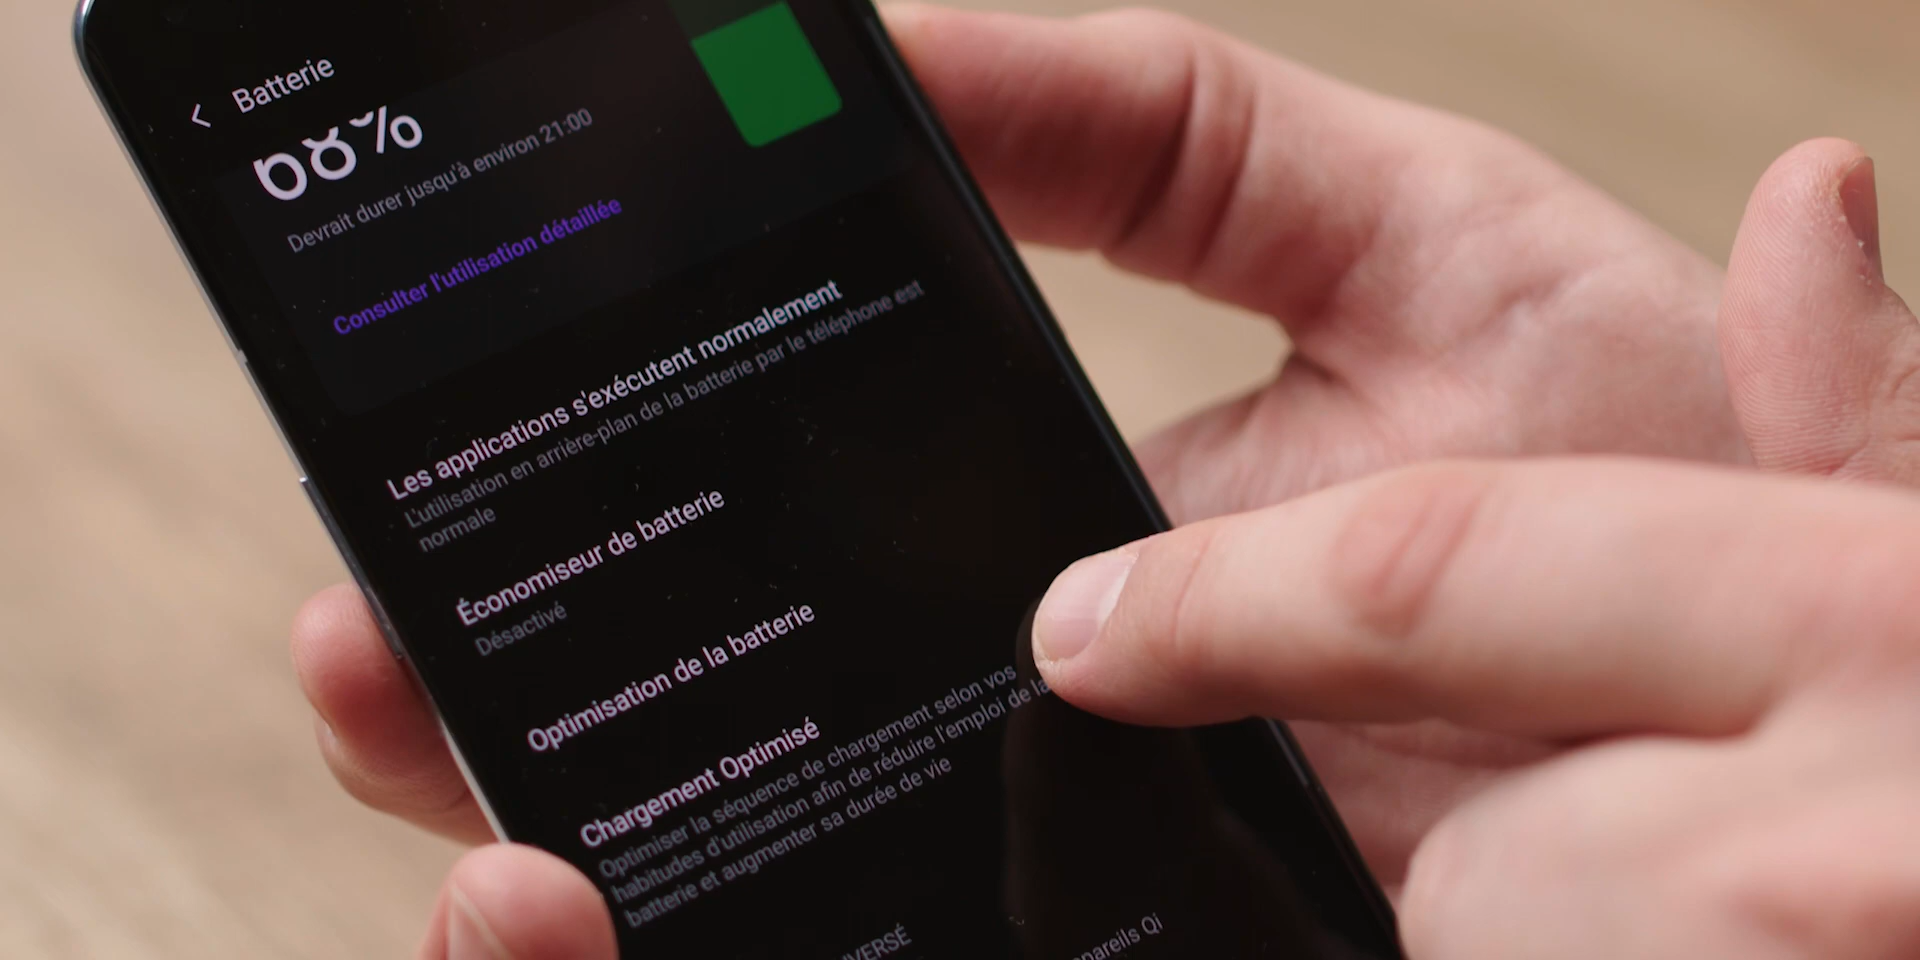 Batterie
68%
Devrait durer jusqu'à environ 21:00
Consulter l'utilisation détaillée
Les applications s'exécutent normalement
L'utilisation en arrière-plan de la batterie par le téléphone est
normale
Économiseur de batterie
Désactivé
Optimisation de la batterie
Chargement Optimisé
Optimiser la séquence de chargement selon vos
habitudes d'utilisation afin de réduire l'emploi de la
batterie et augmenter sa durée de vie
Qi